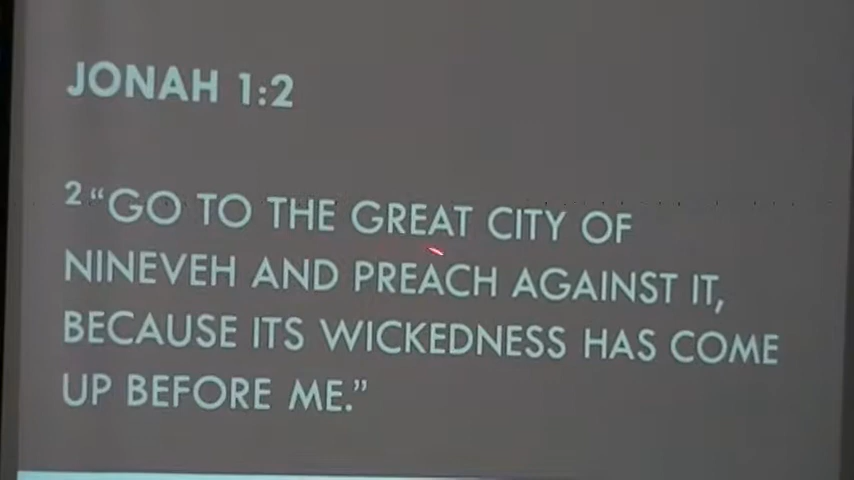 JONAH 1:2
2 “GO TO THE GREAT CITY OF
NINEVEH AND PREACH AGAINST IT,
BECAUSE ITS WICKEDNESS HAS COME
UP BEFORE ME.”